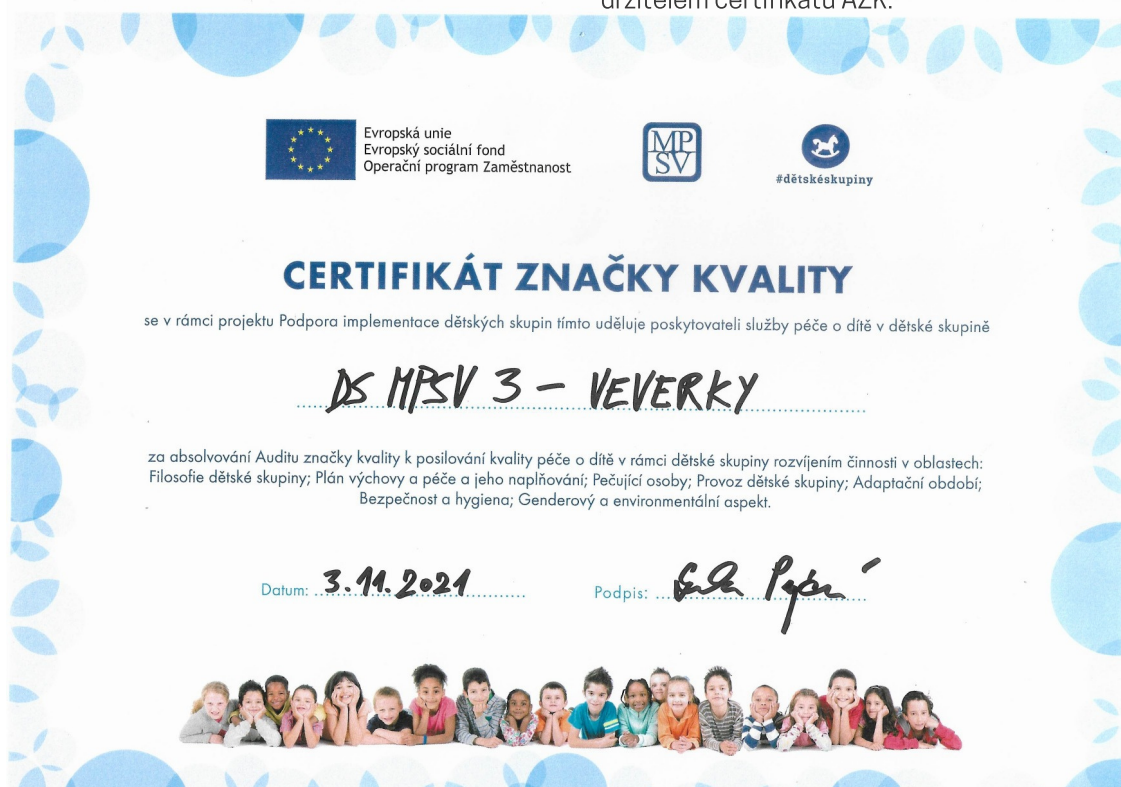 držitelem certifikátu AZK.
Evropská unie
Evropský sociální fond
Operační program Zaměstnanost
MP
SV
#dětskéskupiny
CERTIFIKÁT ZNAČKY KVALITY
se v rámci projektu Podpora implementace dětských skupin tímto uděluje poskytovateli služby péče o dítě v dětské skupině
DS MPSV 3 – VEVERKY
za absolvování Auditu značky kvality k posilování kvality péče o dítě v rámci dětské skupiny rozvíjením činnosti v oblastech:
Filosofie dětské skupiny; Plán výchovy a péče a jeho naplňování; Pečující osoby; Provoz dětské skupiny; Adaptační období;
Bezpečnost a hygiena; Genderový a environmentální aspekt.
Datum: 3.11.2021
Podpis: